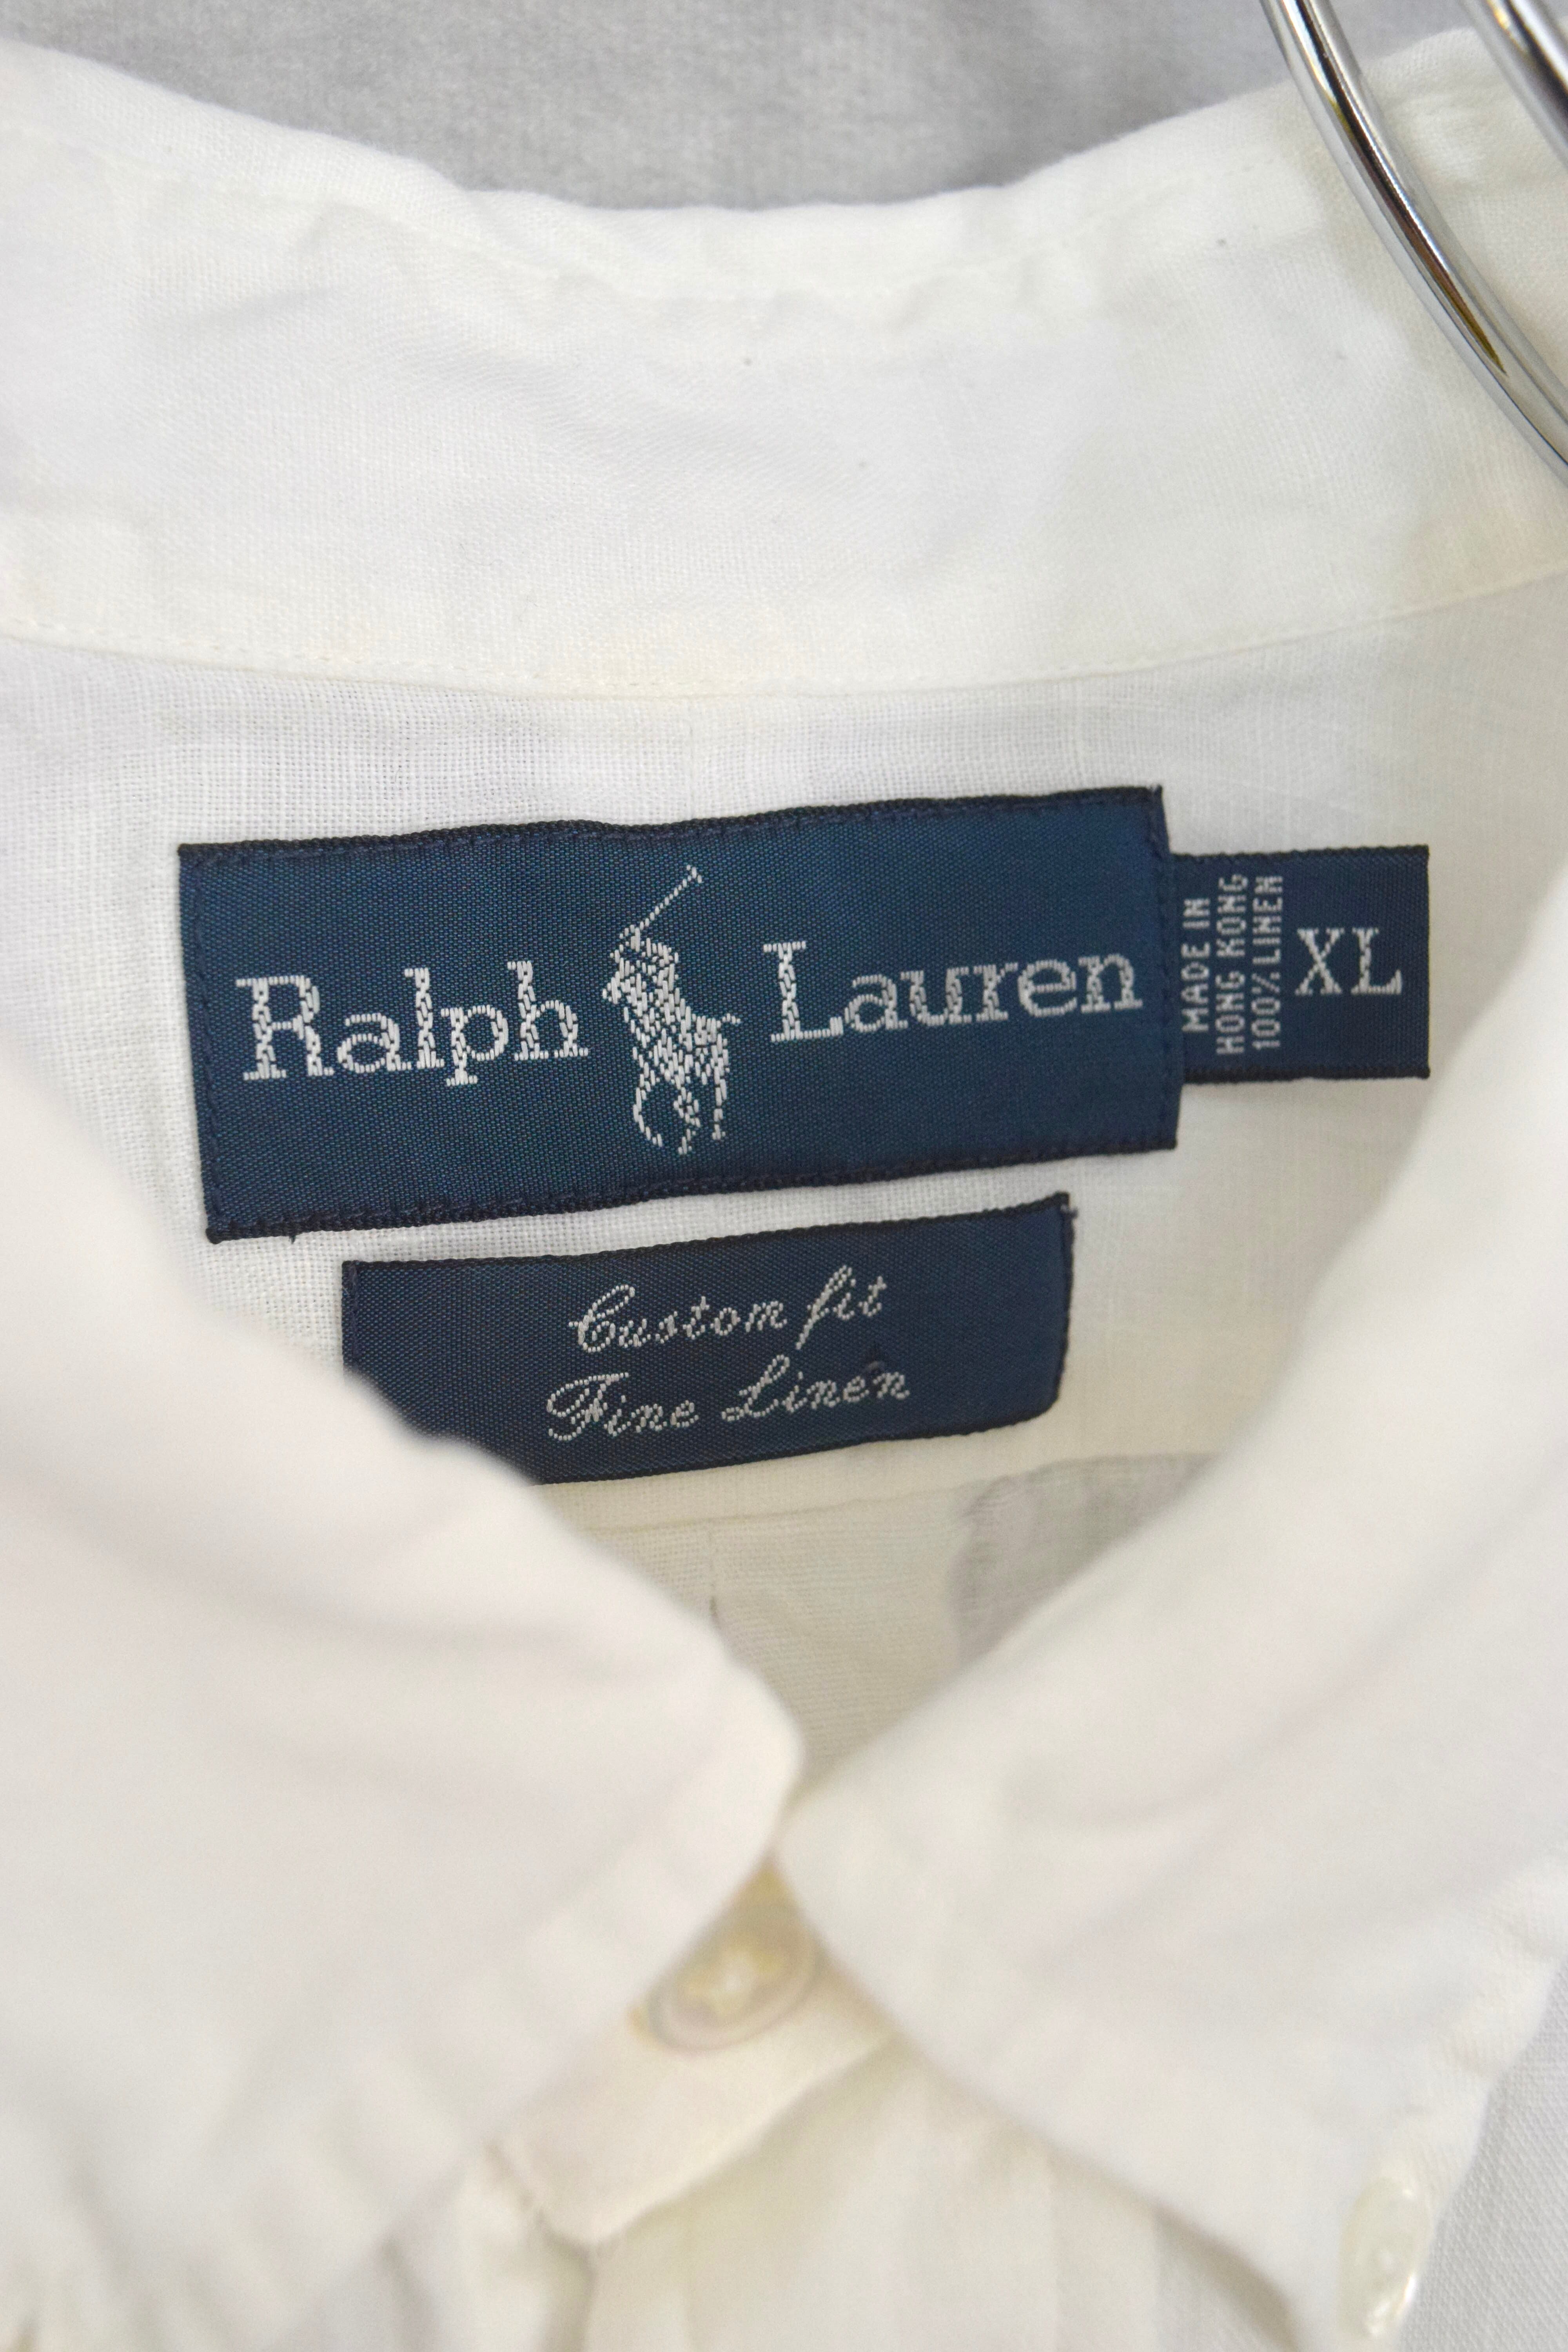 Ralph Lauren
MADE IN
HONG KONG
100% LINEN
XL
Custom fit
Fine Linen